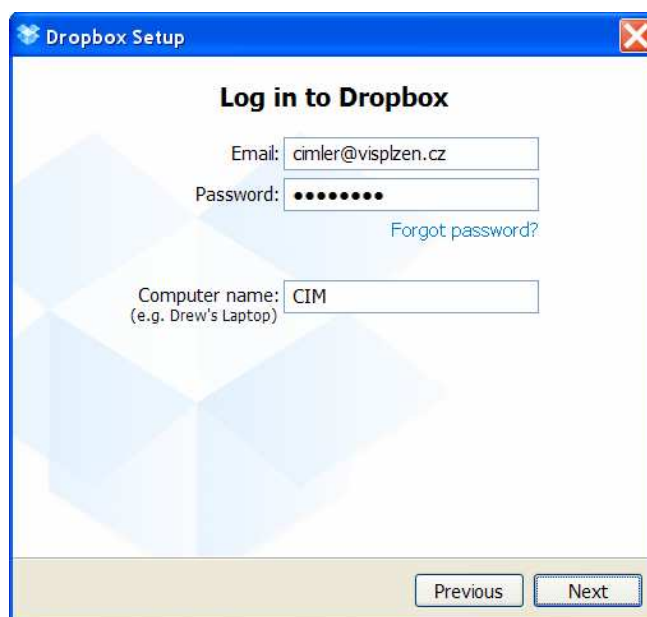 Dropbox Setup
Log in to Dropbox
Email: cimler@visplzen.cz
Password: ●●●●●●●●
Forgot password?
Computer name: CIM
(e.g. Drew's Laptop)
Previous Next